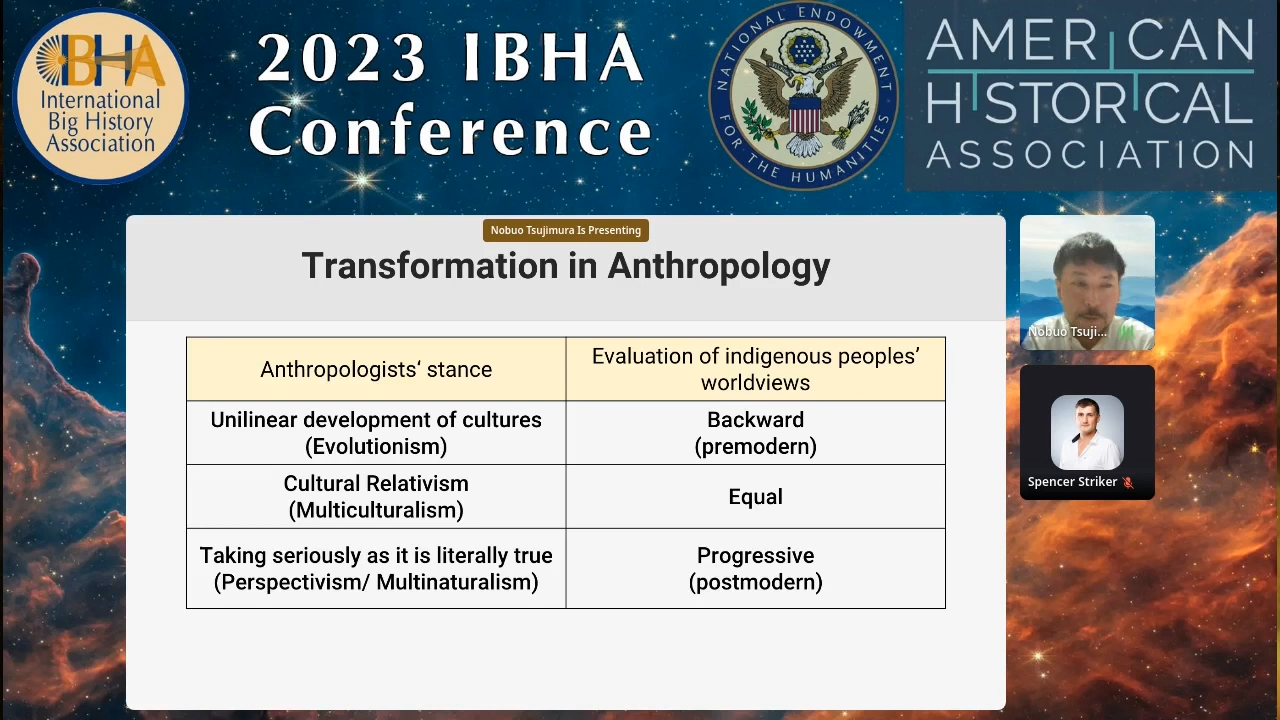 IBHA
International
Big History
Association
2023 IBHA
Conference
NATIONAL ENDOWMENT
FOR THE HUMANITIES
AMERICAN
HISTORICAL
ASSOCIATION
Nobuo Tsujimura Is Presenting
Transformation in Anthropology
Anthropologists‘ stance
Evaluation of indigenous peoples’
worldviews
Unilinear development of cultures
(Evolutionism)
Backward
(premodern)
Cultural Relativism
(Multiculturalism)
Equal
Taking seriously as it is literally true
(Perspectivism/ Multinaturalism)
Progressive
(postmodern)
Nobuo Tsuji...
Spencer Striker